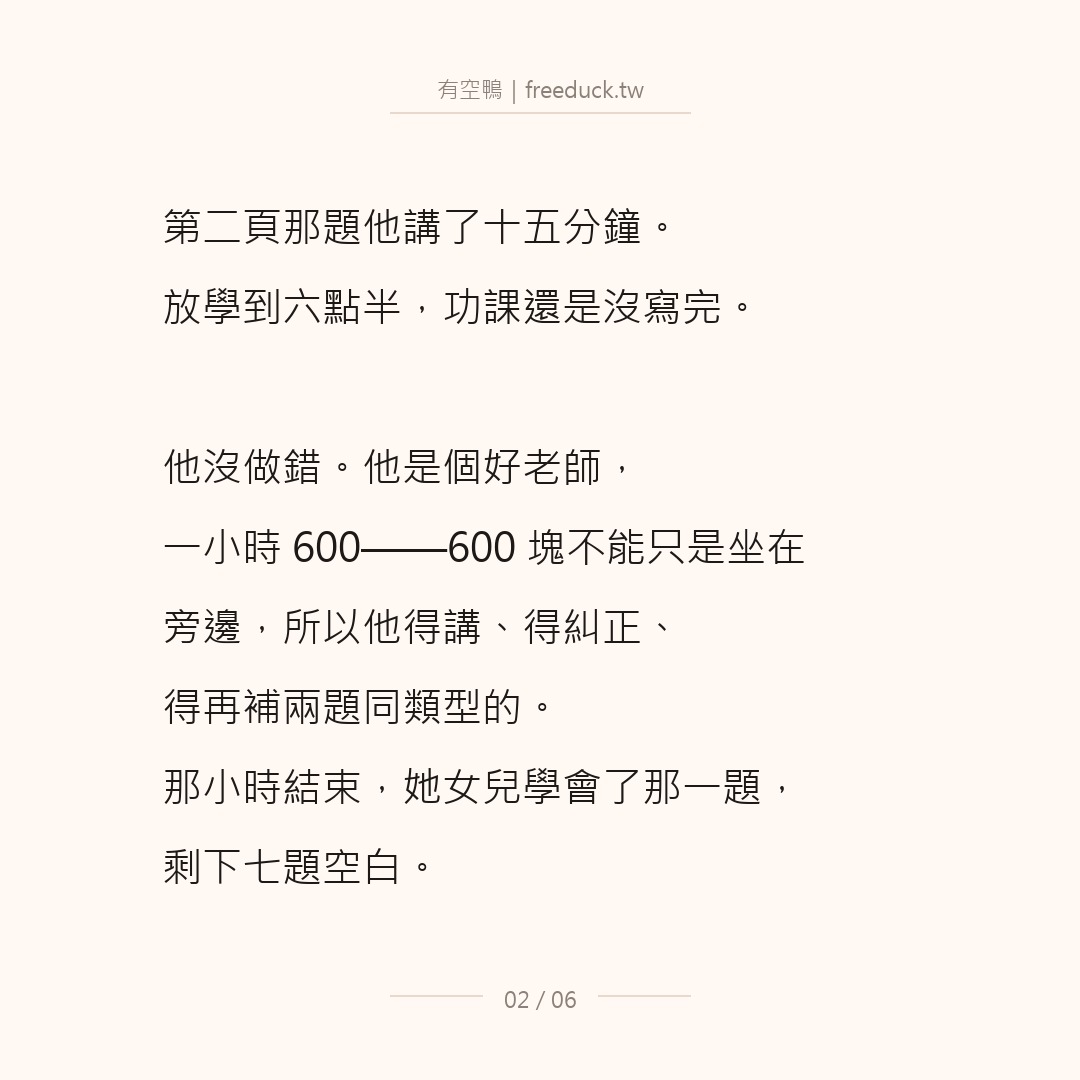 有空鴨 | freeduck.tw
第二頁那題他講了十五分鐘。
放學到六點半，功課還是沒寫完。
他沒做錯。他是個好老師，
一小時 600——600 塊不能只是坐在
旁邊，所以他得講、得糾正、
得再補兩題同類型的。
那小時結束，她女兒學會了那一題，
剩下七題空白。
02 / 06